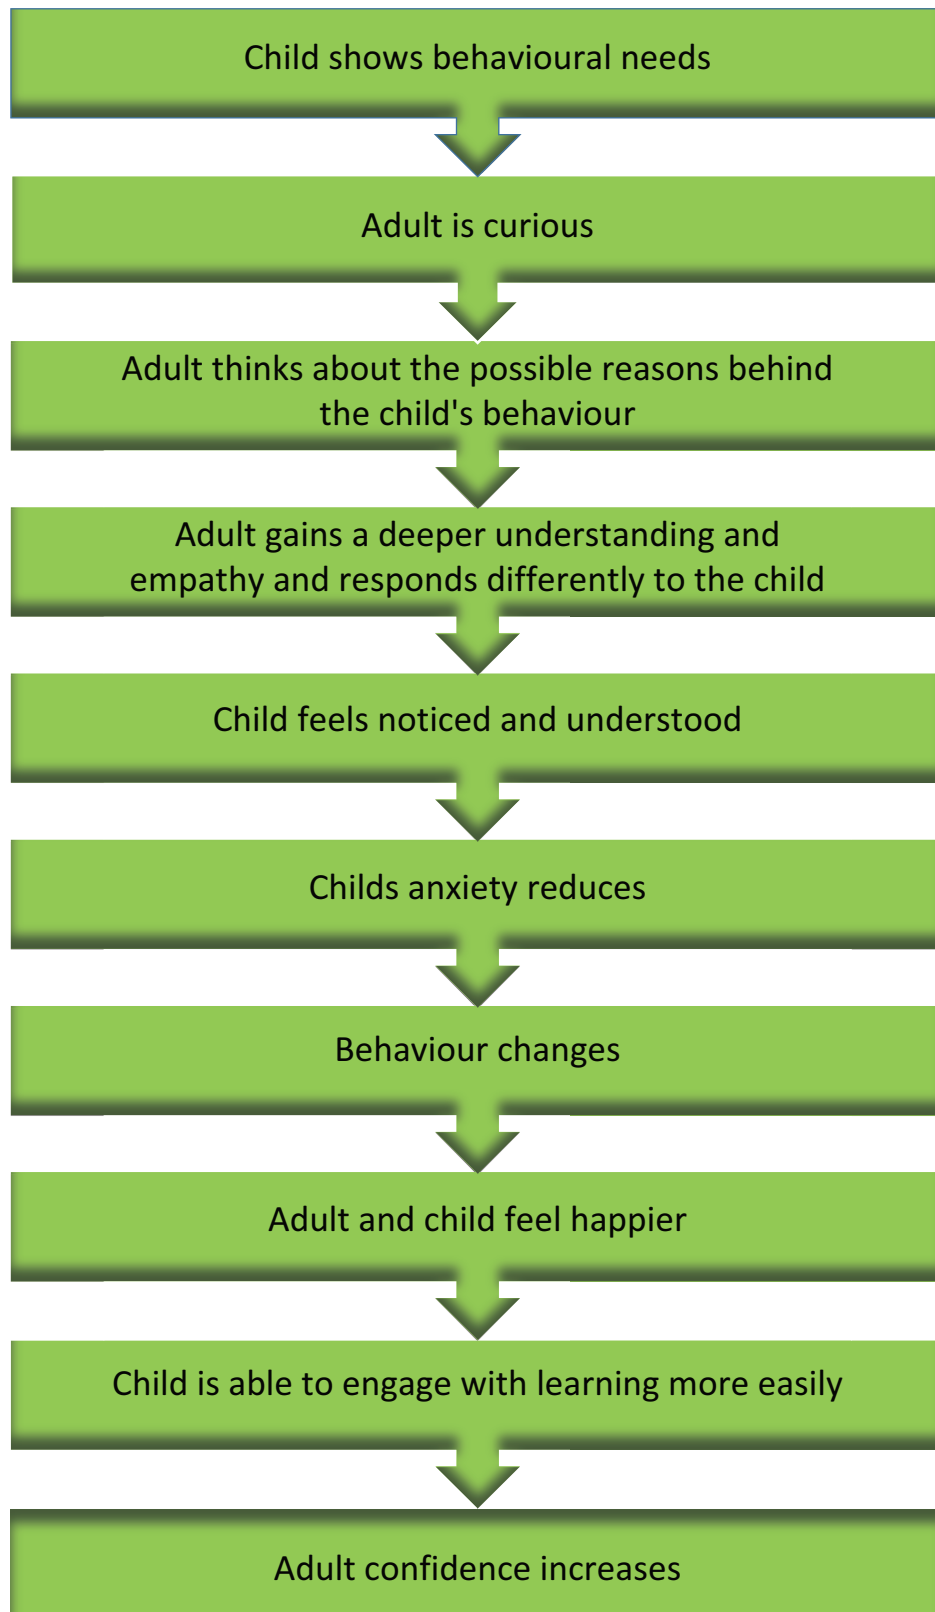 Child shows behavioural needs
Adult is curious
Adult thinks about the possible reasons behind
the child's behaviour
Adult gains a deeper understanding and
empathy and responds differently to the child
Child feels noticed and understood
Childs anxiety reduces
Behaviour changes
Adult and child feel happier
Child is able to engage with learning more easily
Adult confidence increases